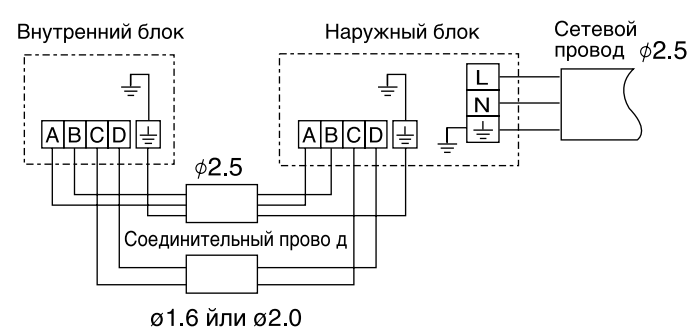 Внутренний блок
Наружный блок
Сетевой
провод ϕ2.5
L
N
A B C D
A B C D
ϕ2.5
Соединительный прово д
ø1.6 йли ø2.0